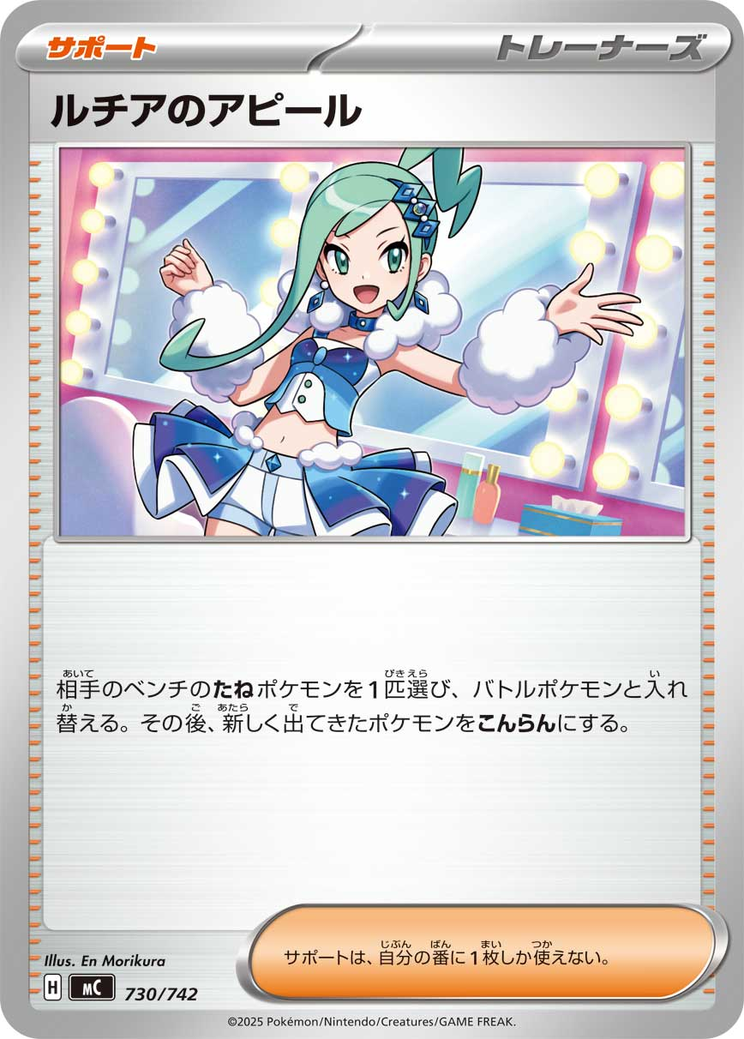 サポート
トレーナーズ
ルチアのアピール
相手のベンチのたねポケモンを1匹選び、バトルポケモンと入れ
替える。その後、新しく出てきたポケモンをこんらんにする。
サポートは、自分の番に1枚しか使えない。
Illus. En Morikura
H MC 730/742
©2025 Pokémon/Nintendo/Creatures/GAME FREAK.